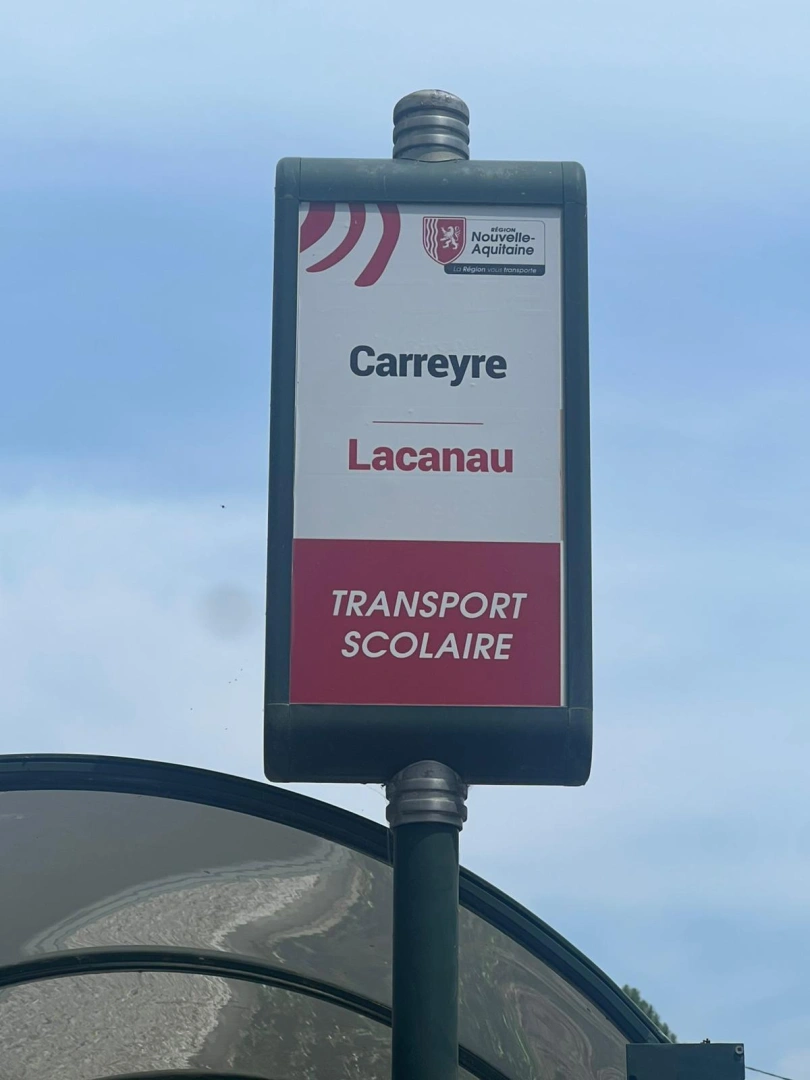 RÉGION
Nouvelle-
Aquitaine
La Région vous transporte
Carreyre
Lacanau
TRANSPORT
SCOLAIRE